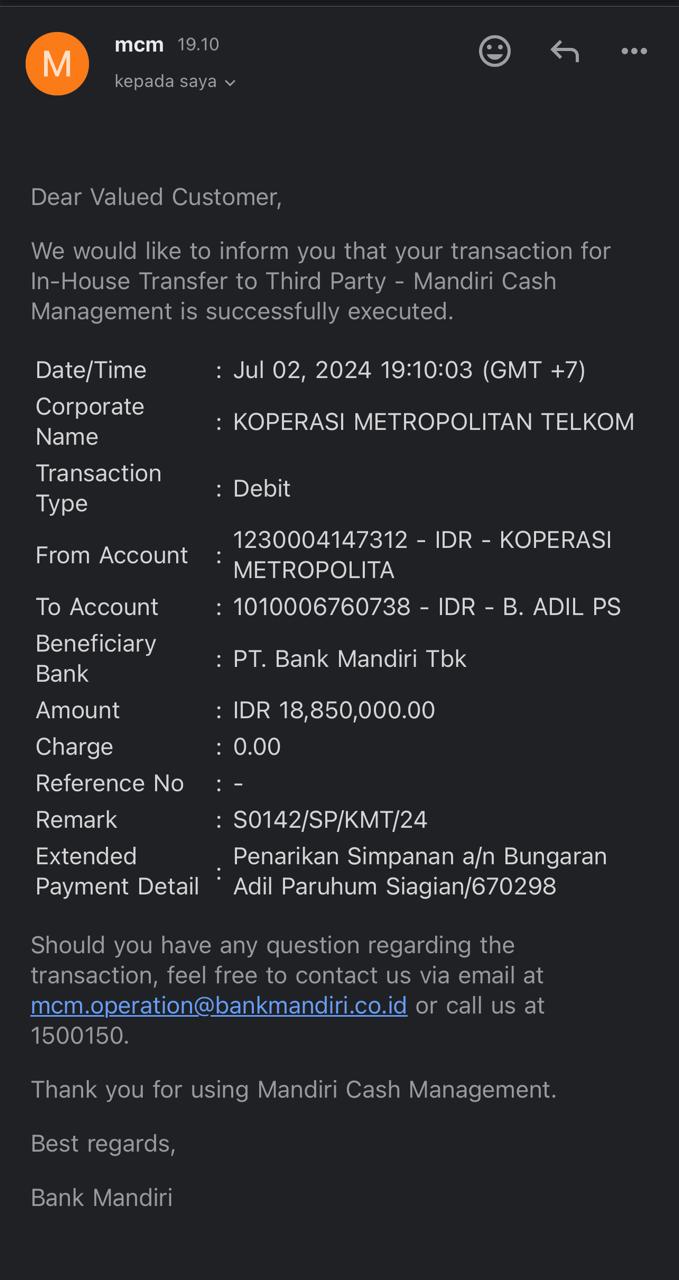 M
mcm 19.10
kepada saya
Dear Valued Customer,
We would like to inform you that your transaction for
In-House Transfer to Third Party - Mandiri Cash
Management is successfully executed.
Date/Time : Jul 02, 2024 19:10:03 (GMT +7)
Corporate
Name : KOPERASI METROPOLITAN TELKOM
Transaction
Type : Debit
From Account : 1230004147312 - IDR - KOPERASI
METROPOLITA
To Account : 1010006760738 - IDR - B. ADIL PS
Beneficiary
Bank : PT. Bank Mandiri Tbk
Amount : IDR 18,850,000.00
Charge : 0.00
Reference No : -
Remark : S0142/SP/KMT/24
Extended : Penarikan Simpanan a/n Bungaran
Payment Detail Adil Paruhum Siagian/670298
Should you have any question regarding the
transaction, feel free to contact us via email at
mcm.operation@bankmandiri.co.id or call us at
1500150.
Thank you for using Mandiri Cash Management.
Best regards,
Bank Mandiri